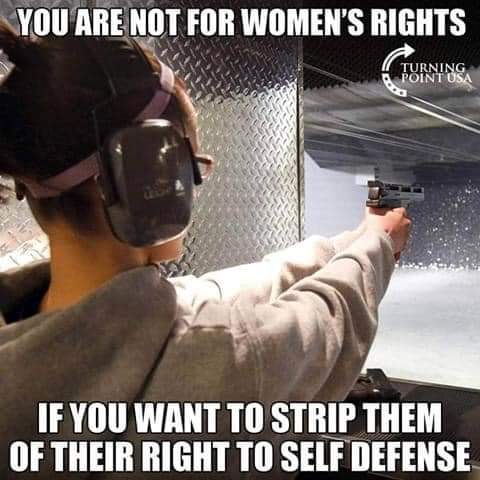 YOU ARE NOT FOR WOMEN'S RIGHTS
TURNING
POINT USA
IF YOU WANT TO STRIP THEM
OF THEIR RIGHT TO SELF DEFENSE